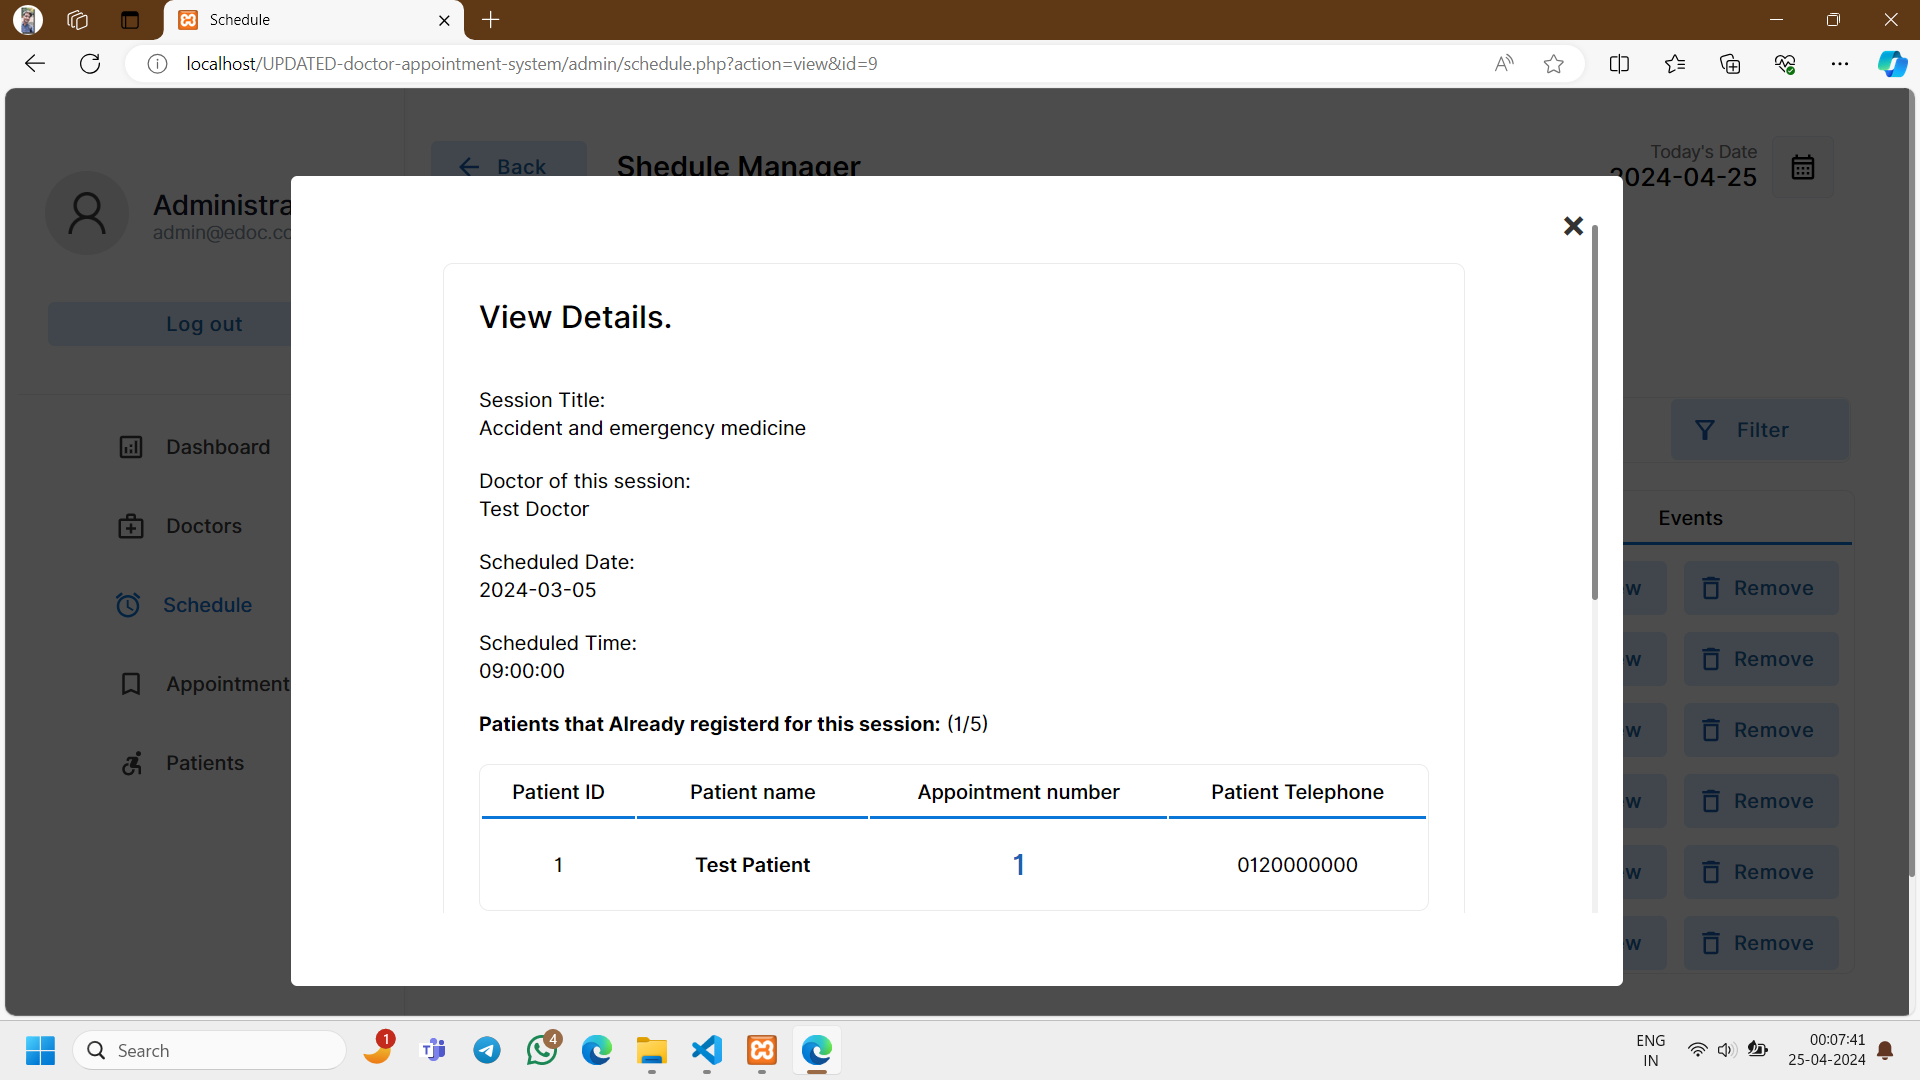 Schedule
localhost/UPDATED-doctor-appointment-system/admin/schedule.php?action=view&id=9
Back
Shedule Manager
Today's Date
2024-04-25
Administra
admin@edoc.co
Log out
Dashboard
Doctors
Schedule
Appointment
Patients
View Details.
Session Title:
Accident and emergency medicine
Doctor of this session:
Test Doctor
Scheduled Date:
2024-03-05
Scheduled Time:
09:00:00
Patients that Already registerd for this session: (1/5)
Patient ID Patient name Appointment number Patient Telephone
1 Test Patient 1 0120000000
Filter
Events
w Remove
w Remove
w Remove
w Remove
w Remove
w Remove
Search
1
4
ENG
IN
00:07:41
25-04-2024